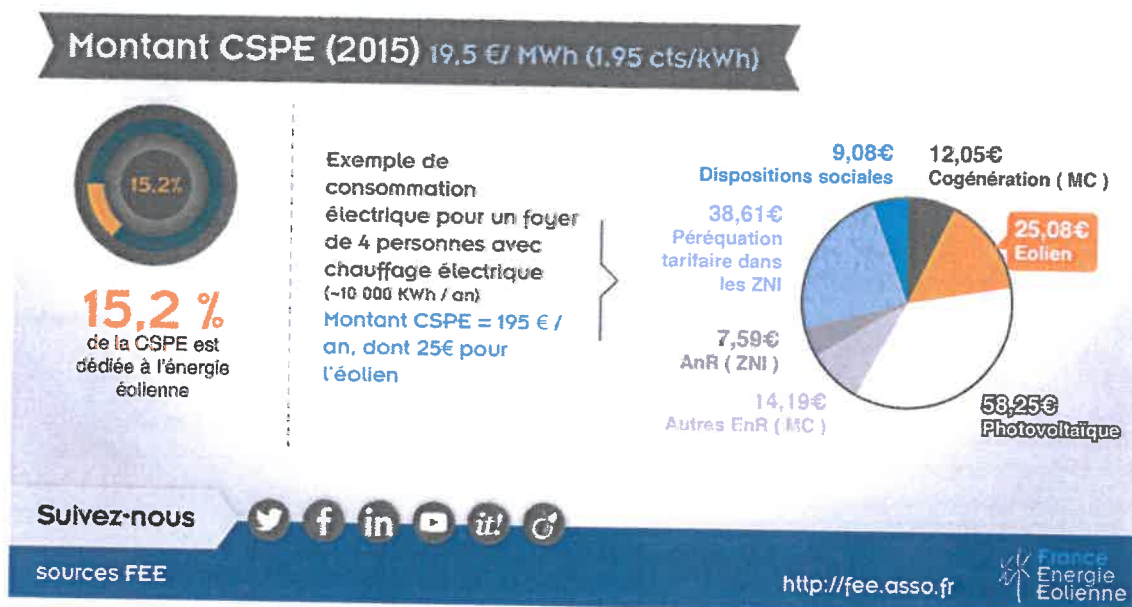 Montant CSPE (2015) 19.5 €/ MWh (1.95 cts/kWh)
15.2%
15,2 %
de la CSPE est
dédiée à l'énergie
éolienne
Exemple de
consommation
électrique pour un foyer
de 4 personnes avec
chauffage électrique
(~10 000 KWh / an)
Montant CSPE = 195 € /
an, dont 25€ pour
l'éolien
9,08€
Dispositions sociales
12,05€
Cogénération ( MC )
38,61€
Péréquation
tarifaire dans
les ZNI
25,08€
Eolien
7,59€
AnR ( ZNI )
14,19€
Autres EnR ( MC )
58,25€
Photovoltaïque
Suivez-nous
f
in
it!
sources FEE
http://fee.asso.fr
France
Energie
Eolienne